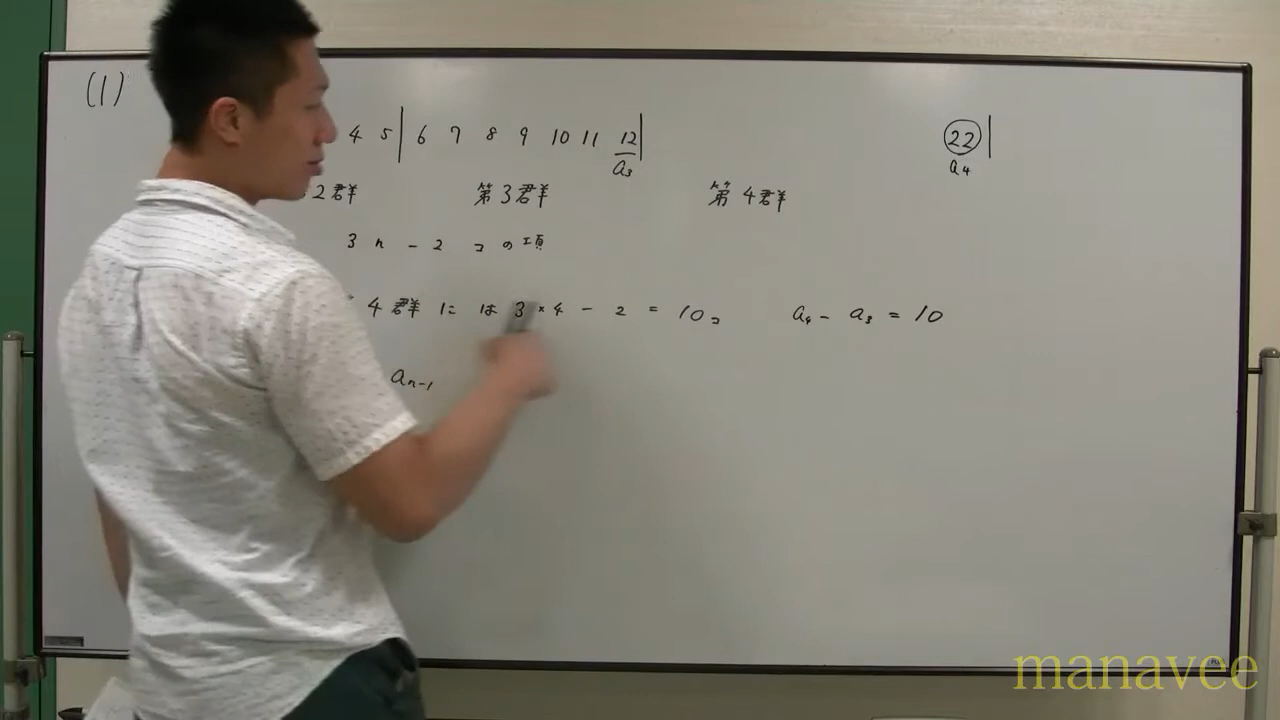 (1)
4 5 | 6 7 8 9 10 11 12 | 22 |
a₃ a₄
2群 第3群 第4群
3n-2コの項
4群には 3×4-2=10コ a₄-a₃=10
aₙ₋₁
manavee